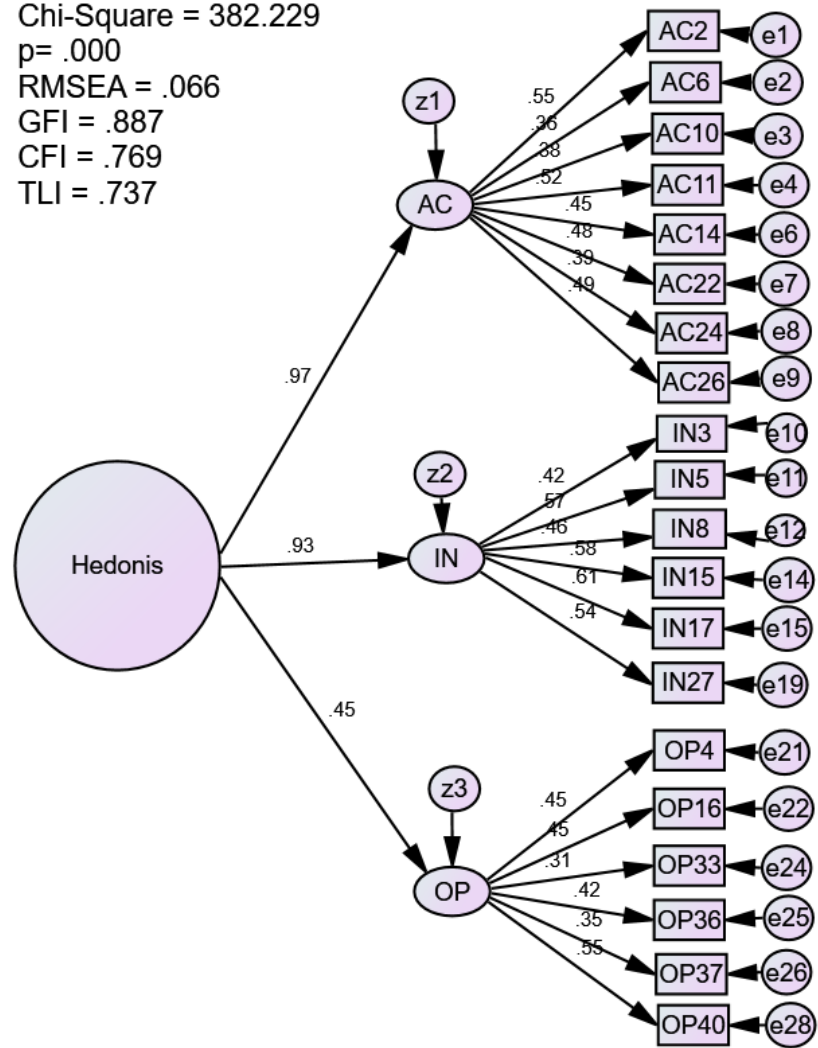 Chi-Square = 382.229
p= .000
RMSEA = .066
GFI = .887
CFI = .769
TLI = .737
z1
AC
.97
.55
.36
.38
.52
.45
.48
.39
.49
AC2
e1
AC6
e2
AC10
e3
AC11
e4
AC14
e6
AC22
e7
AC24
e8
AC26
e9
Hedonis
.93
z2
IN
.42
.57
.46
.58
.61
.54
IN3
e10
IN5
e11
IN8
e12
IN15
e14
IN17
e15
IN27
e19
.45
z3
OP
.45
.45
.31
.42
.35
.55
OP4
e21
OP16
e22
OP33
e24
OP36
e25
OP37
e26
OP40
e28